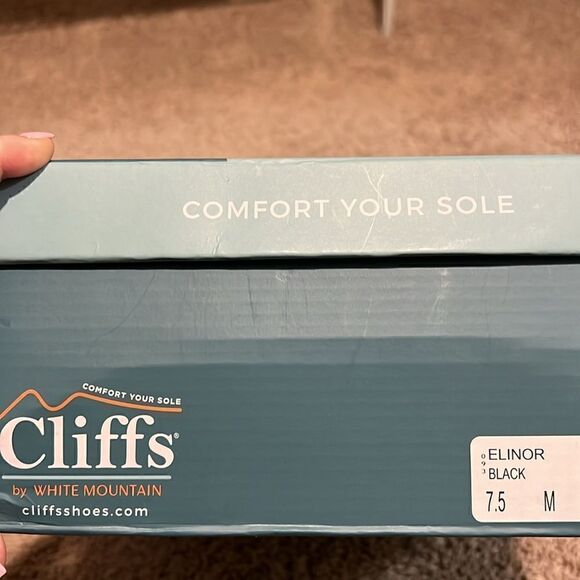 COMFORT YOUR SOLE
COMFORT YOUR SOLE
Cliffs®
by WHITE MOUNTAIN
cliffsshoes.com
ELINOR
BLACK
7.5 M